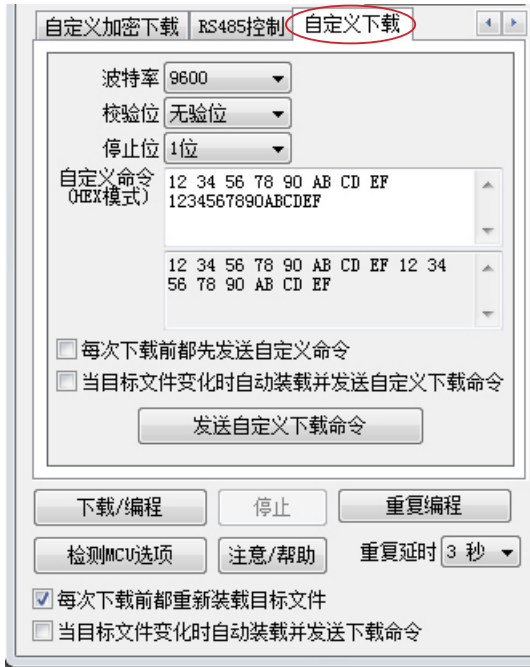 自定义加密下载 RS485控制 自定义下载
波特率 9600
校验位 无验位
停止位 1位
自定义命令
(HEX模式)
12 34 56 78 90 AB CD EF
1234567890ABCDEF
12 34 56 78 90 AB CD EF 12 34
56 78 90 AB CD EF
每次下载前都先发送自定义命令
当目标文件变化时自动装载并发送自定义下载命令
发送自定义下载命令
下载/编程 停止 重复编程
检测MCU选项 注意/帮助 重复延时 3 秒
每次下载前都重新装载目标文件
当目标文件变化时自动装载并发送下载命令